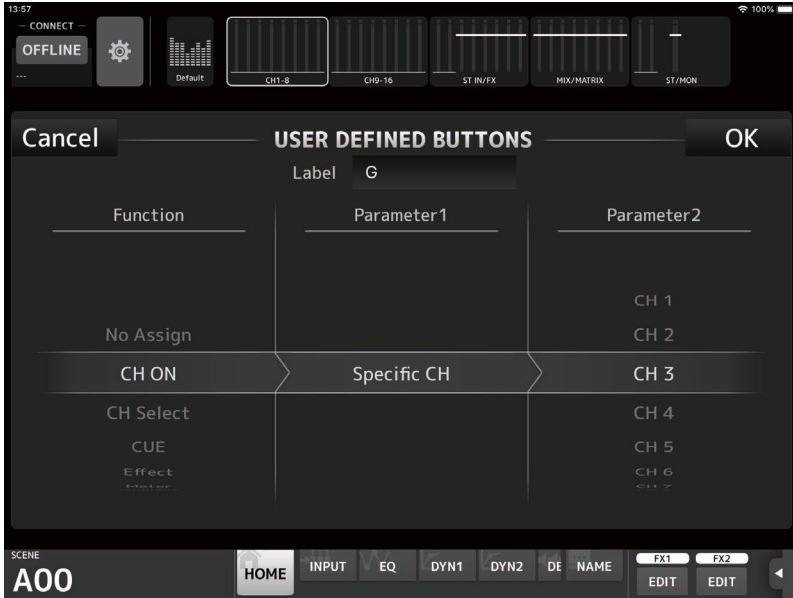 13:57
100%
CONNECT
OFFLINE
---
Default
CH1-8
CH9-16
ST IN/FX
MIX/MATRIX
ST/MON
Cancel
USER DEFINED BUTTONS
OK
Label G
Function Parameter1 Parameter2
CH 1
No Assign CH 2
CH ON Specific CH CH 3
CH Select CH 4
CUE CH 5
Effect CH 6
Meter CH 7
SCENE
A00
HOME INPUT EQ DYN1 DYN2 DE NAME
FX1 FX2
EDIT EDIT